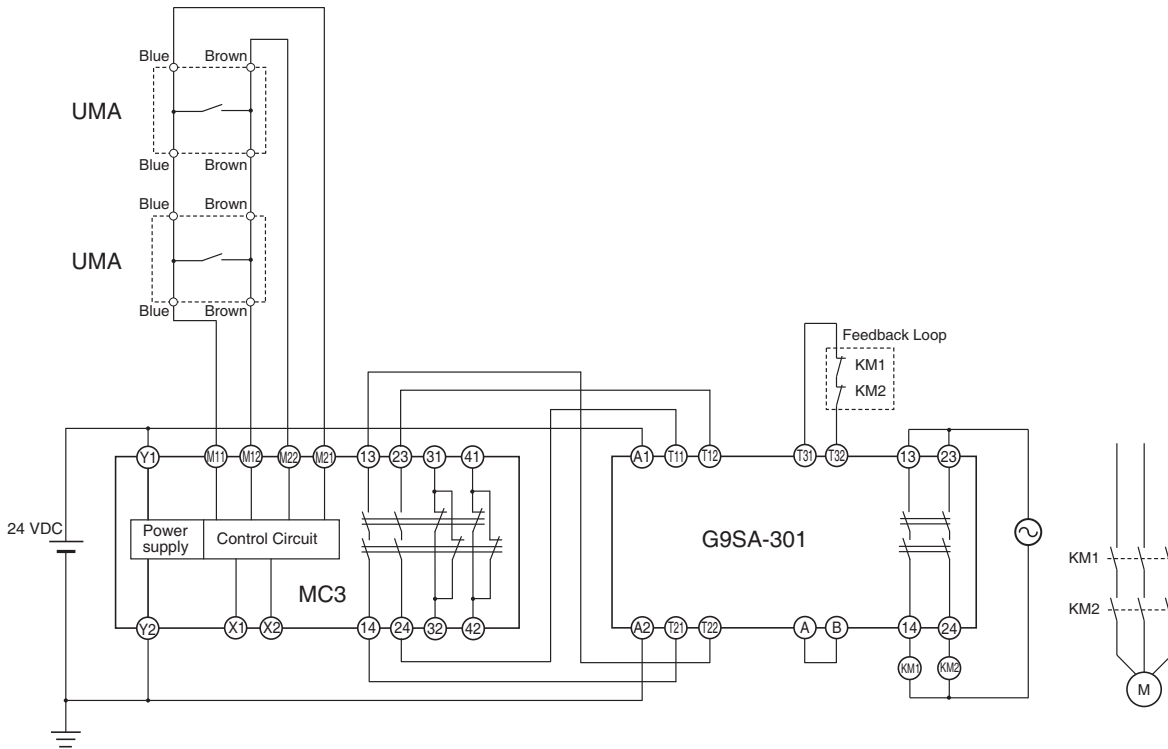 Blue Brown
UMA
Blue Brown
Blue Brown
UMA
Blue Brown
Feedback Loop
KM1
KM2
Y1 M11 M12 M22 M21 13 23 31 41
A1 T11 T12 T31 T32 13 23
24 VDC
Power supply
Control Circuit
MC3
G9SA-301
KM1
KM2
Y2 X1 X2 14 24 32 42
A2 T21 T22 A B 14 24
KM1 KM2
M